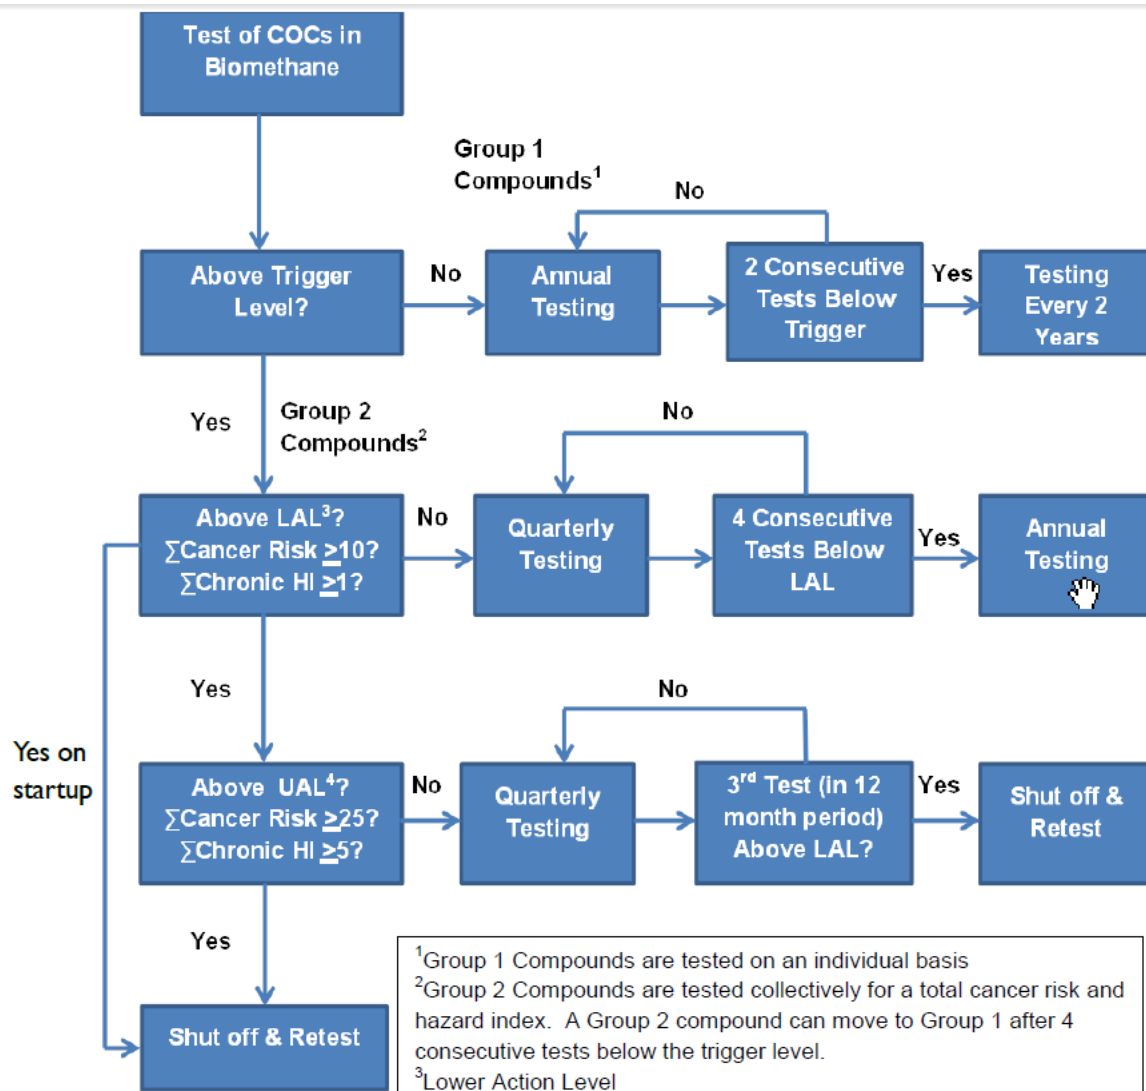 Test of COCs in
Biomethane
Group 1
Compounds¹
No
Above Trigger
Level?
No
Annual
Testing
2 Consecutive
Tests Below
Trigger
Yes
Testing
Every 2
Years
Yes
Group 2
Compounds²
No
Above LAL³?
∑Cancer Risk ≥10?
∑Chronic HI ≥1?
No
Quarterly
Testing
4 Consecutive
Tests Below
LAL
Yes
Annual
Testing
Yes
No
Yes on
startup
Above UAL⁴?
∑Cancer Risk ≥25?
∑Chronic HI ≥5?
No
Quarterly
Testing
3rd Test (in 12
month period)
Above LAL?
Yes
Shut off &
Retest
Yes
Shut off & Retest
¹Group 1 Compounds are tested on an individual basis
²Group 2 Compounds are tested collectively for a total cancer risk and
hazard index. A Group 2 compound can move to Group 1 after 4
consecutive tests below the trigger level.
³Lower Action Level